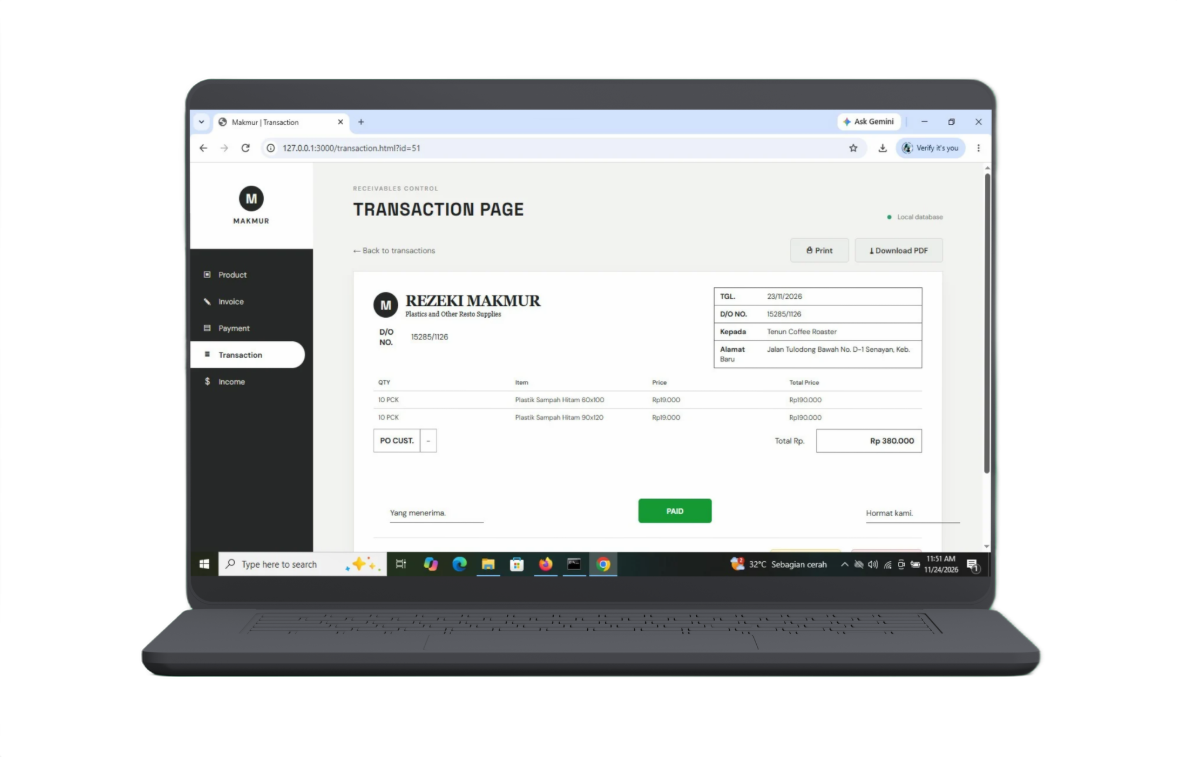 Makmur | Transaction
Ask Gemini
127.0.0.1:3000/transaction.html?id=51
Verify it's you
M
MAKMUR
Product
Invoice
Payment
Transaction
$ Income
RECEIVABLES CONTROL
TRANSACTION PAGE
Local database
← Back to transactions
Print
↓ Download PDF
M
REZEKI MAKMUR
Plastics and Other Resto Supplies
D/O NO. 15285/1126
TGL. 23/11/2026
D/O NO. 15285/1126
Kepada Tenun Coffee Roaster
Alamat Jalan Tulodong Bawah No. D-1 Senayan, Keb.
Baru
QTY Item Price Total Price
10 PCK Plastik Sampah Hitam 60x100 Rp19.000 Rp190.000
10 PCK Plastik Sampah Hitam 90x120 Rp19.000 Rp190.000
PO CUST. -
Total Rp. Rp 380.000
Yang menerima.
PAID
Hormat kami.
Type here to search
32°C Sebagian cerah
11:51 AM
11/24/2026
1